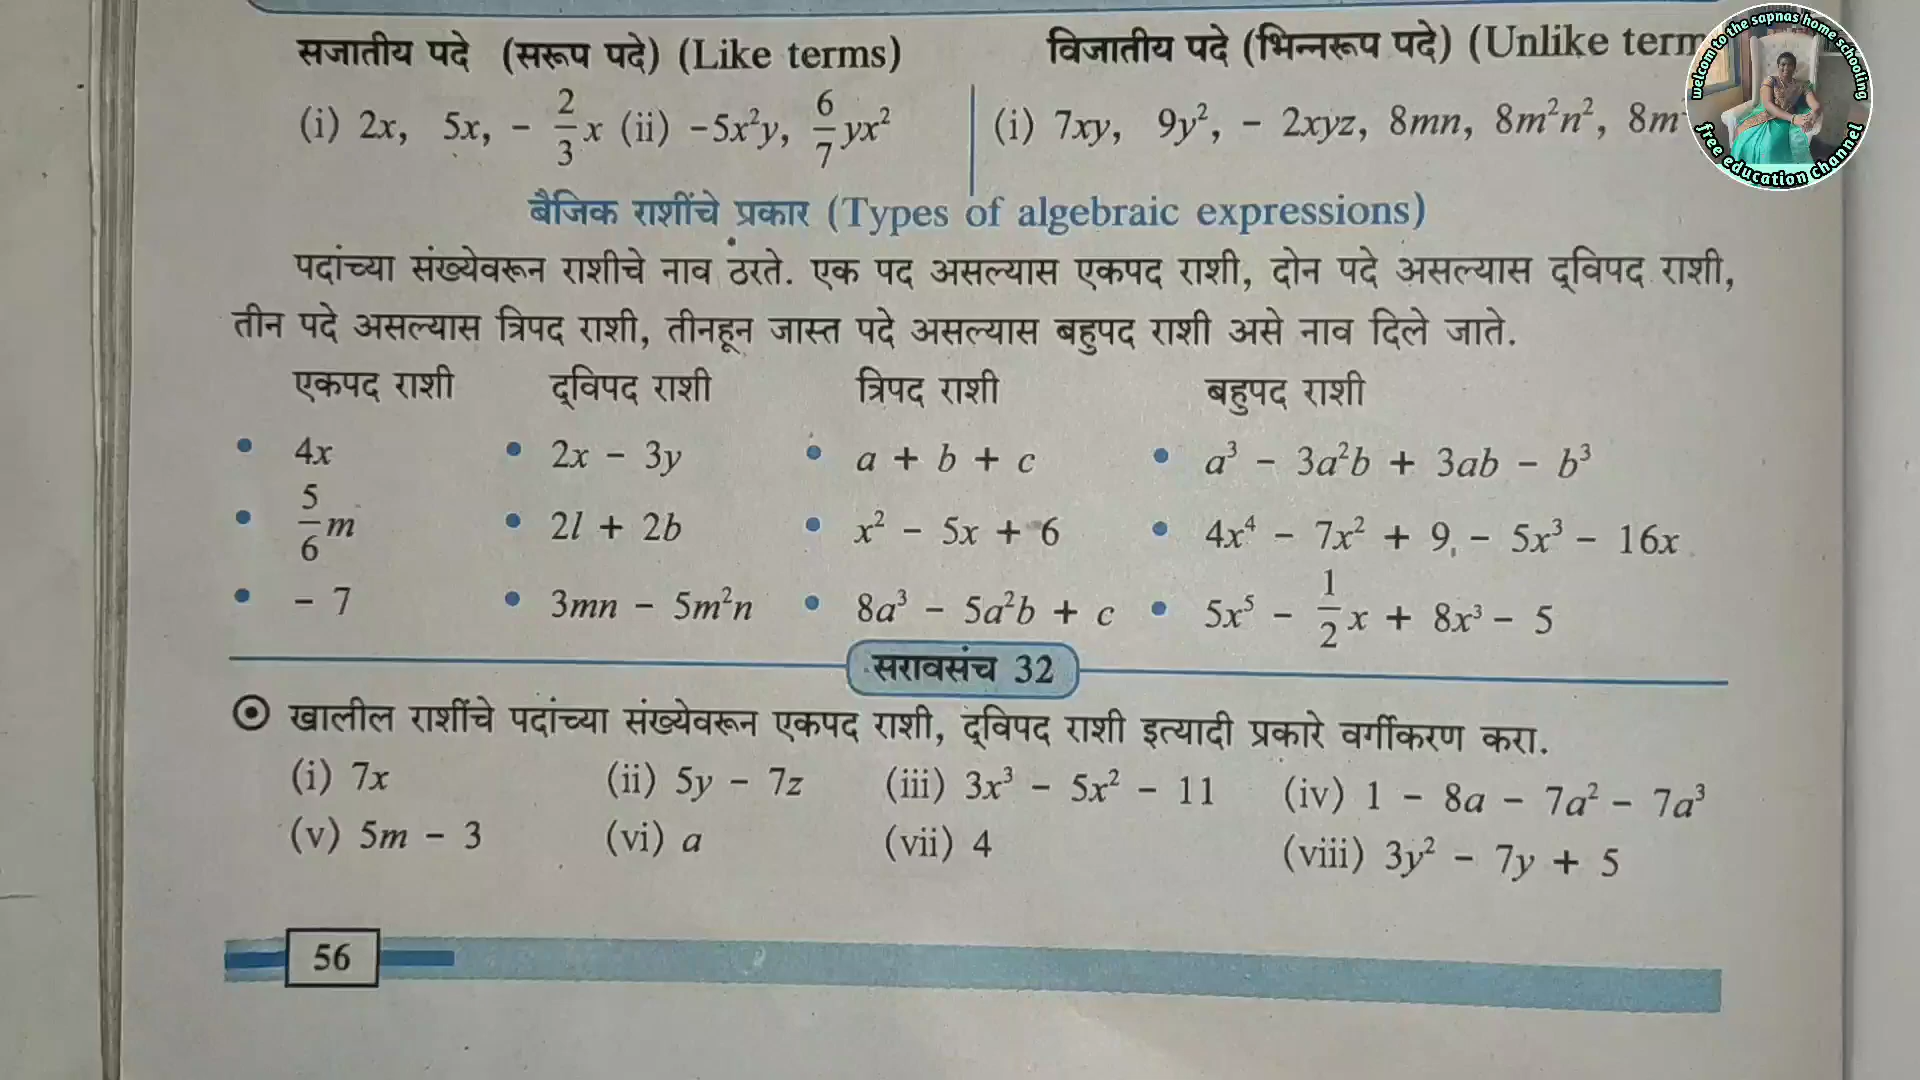 सजातीय पदे (सरूप पदे) (Like terms)
विजातीय पदे (भिन्नरूप पदे) (Unlike term
(i) 2x, 5x, - 2/3 x (ii) -5x²y, 6/7 yx²
(i) 7xy, 9y², - 2xyz, 8mn, 8m²n², 8m
बैजिक राशींचे प्रकार (Types of algebraic expressions)
पदांच्या संख्येवरून राशीचे नाव ठरते. एक पद असल्यास एकपद राशी, दोन पदे असल्यास द्विपद राशी,
तीन पदे असल्यास त्रिपद राशी, तीनहून जास्त पदे असल्यास बहुपद राशी असे नाव दिले जाते.
एकपद राशी द्विपद राशी त्रिपद राशी बहुपद राशी
• 4x • 2x - 3y • a + b + c • a³ - 3a²b + 3ab - b³
• 5/6 m • 2l + 2b • x² - 5x + 6 • 4x⁴ - 7x² + 9 - 5x³ - 16x
• - 7 • 3mn - 5m²n • 8a³ - 5a²b + c • 5x⁵ - 1/2 x + 8x³ - 5
सरावसंच 32
खालील राशींचे पदांच्या संख्येवरून एकपद राशी, द्विपद राशी इत्यादी प्रकारे वर्गीकरण करा.
(i) 7x (ii) 5y - 7z (iii) 3x³ - 5x² - 11 (iv) 1 - 8a - 7a² - 7a³
(v) 5m - 3 (vi) a (vii) 4 (viii) 3y² - 7y + 5
56
welcom to the sapnas home schooling
free education channel